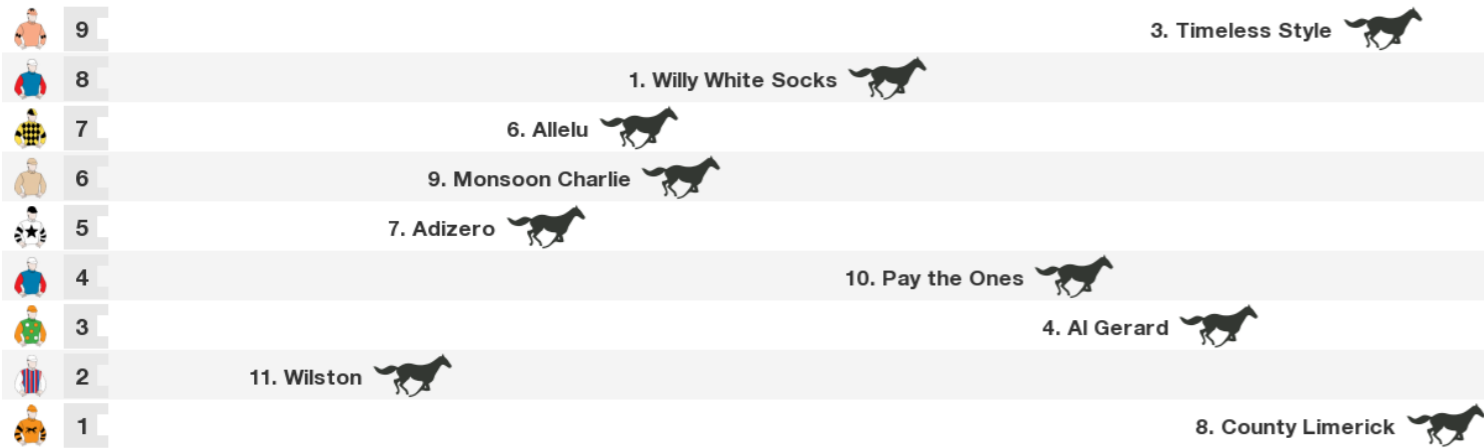 9 3. Timeless Style
8 1. Willy White Socks
7 6. Allelu
6 9. Monsoon Charlie
5 7. Adizero
4 10. Pay the Ones
3 4. Al Gerard
2 11. Wilston
1 8. County Limerick